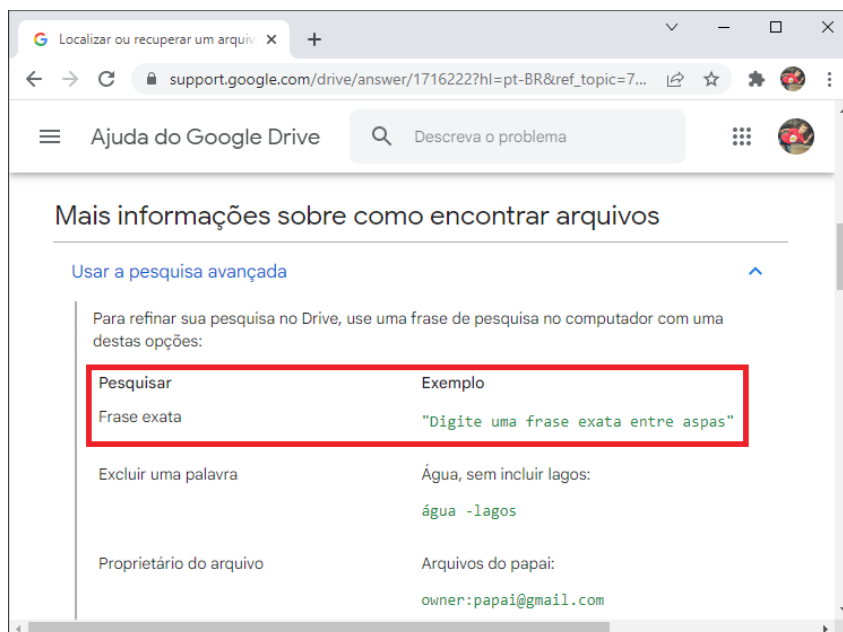 Localizar ou recuperar um arquiv
support.google.com/drive/answer/1716222?hl=pt-BR&ref_topic=7...
Ajuda do Google Drive
Descreva o problema
Mais informações sobre como encontrar arquivos
Usar a pesquisa avançada
Para refinar sua pesquisa no Drive, use uma frase de pesquisa no computador com uma
destas opções:
Pesquisar Exemplo
Frase exata "Digite uma frase exata entre aspas"
Excluir uma palavra Água, sem incluir lagos:
água -lagos
Proprietário do arquivo Arquivos do papai:
owner:papai@gmail.com